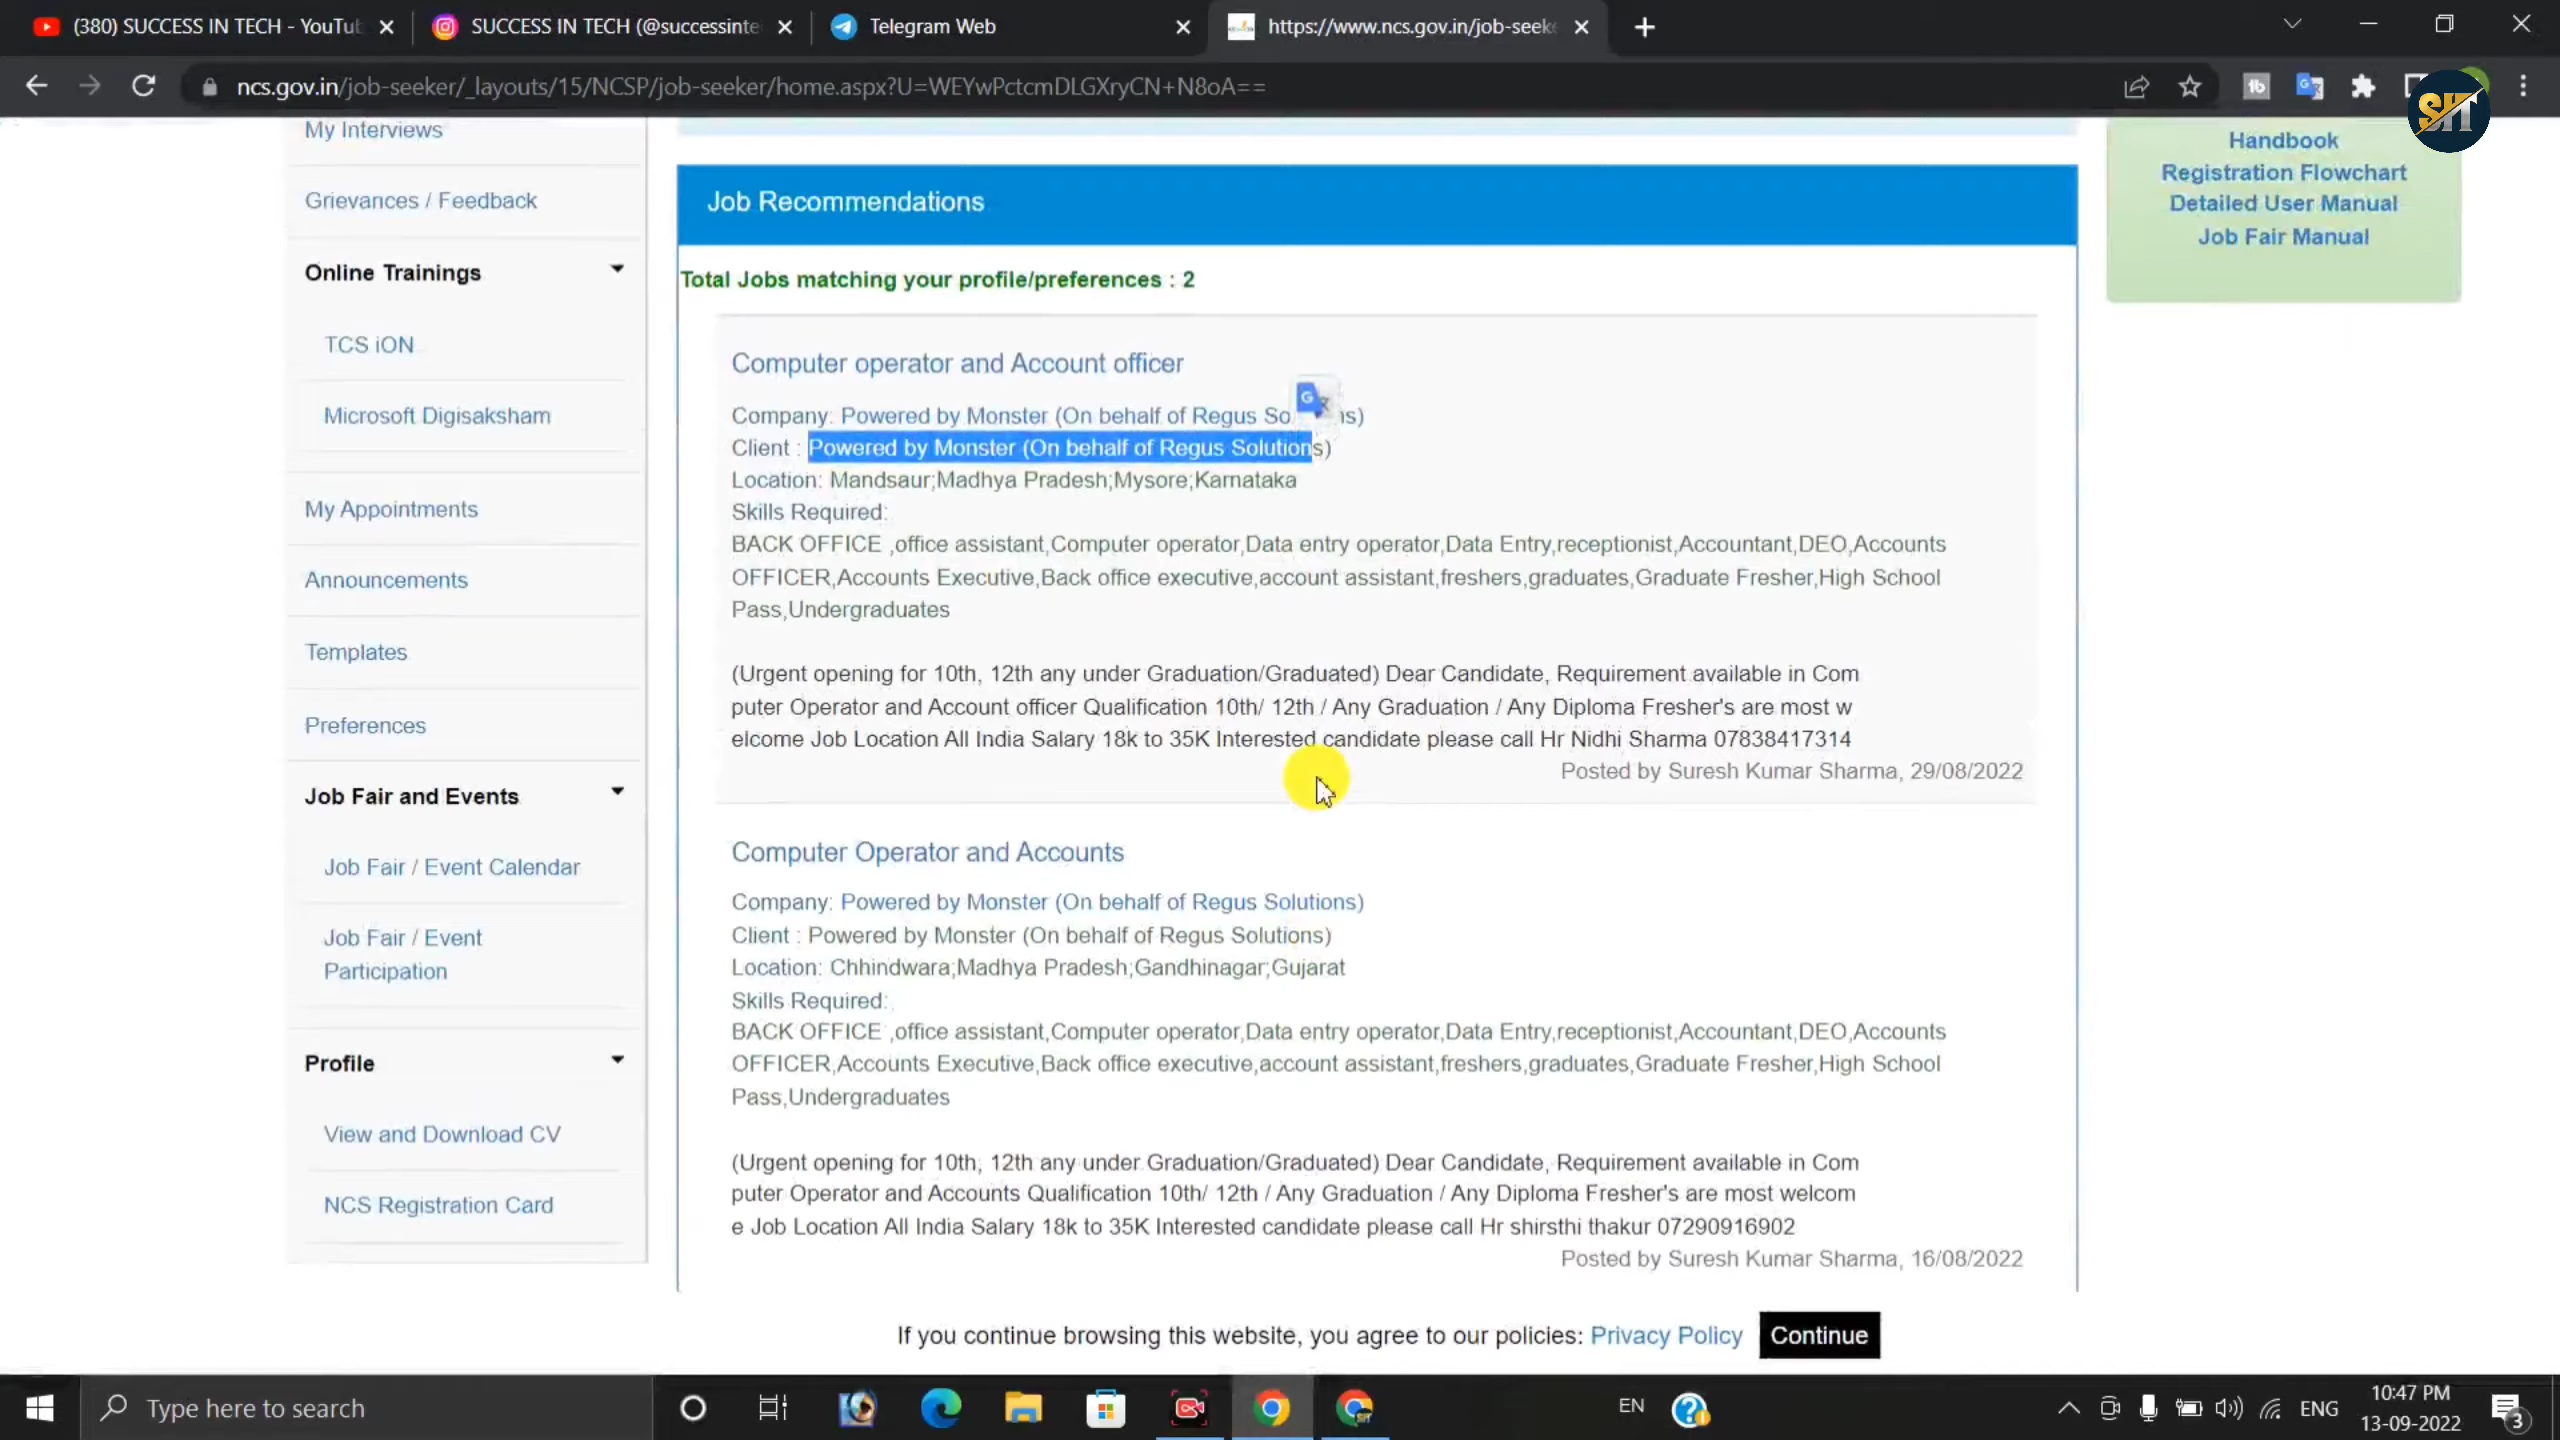 (380) SUCCESS IN TECH - YouTub
SUCCESS IN TECH (@successinte
Telegram Web
https://www.ncs.gov.in/job-seeke
ncs.gov.in/job-seeker/_layouts/15/NCSP/job-seeker/home.aspx?U=WEYwPctcmDLGXryCN+N8oA==
SIT
My Interviews
Grievances / Feedback
Online Trainings
TCS iON
Microsoft Digisaksham
My Appointments
Announcements
Templates
Preferences
Job Fair and Events
Job Fair / Event Calendar
Job Fair / Event
Participation
Profile
View and Download CV
NCS Registration Card
Job Recommendations
Total Jobs matching your profile/preferences : 2
Computer operator and Account officer
Company: Powered by Monster (On behalf of Regus So ns)
Client : Powered by Monster (On behalf of Regus Solutions)
Location: Mandsaur;Madhya Pradesh;Mysore;Karnataka
Skills Required:
BACK OFFICE ,office assistant,Computer operator,Data entry operator,Data Entry,receptionist,Accountant,DEO,Accounts
OFFICER,Accounts Executive,Back office executive,account assistant,freshers,graduates,Graduate Fresher,High School
Pass,Undergraduates
(Urgent opening for 10th, 12th any under Graduation/Graduated) Dear Candidate, Requirement available in Com
puter Operator and Account officer Qualification 10th/ 12th / Any Graduation / Any Diploma Fresher's are most w
elcome Job Location All India Salary 18k to 35K Interested candidate please call Hr Nidhi Sharma 07838417314
Posted by Suresh Kumar Sharma, 29/08/2022
Computer Operator and Accounts
Company: Powered by Monster (On behalf of Regus Solutions)
Client : Powered by Monster (On behalf of Regus Solutions)
Location: Chhindwara;Madhya Pradesh;Gandhinagar;Gujarat
Skills Required:
BACK OFFICE ,office assistant,Computer operator,Data entry operator,Data Entry,receptionist,Accountant,DEO,Accounts
OFFICER,Accounts Executive,Back office executive,account assistant,freshers,graduates,Graduate Fresher,High School
Pass,Undergraduates
(Urgent opening for 10th, 12th any under Graduation/Graduated) Dear Candidate, Requirement available in Com
puter Operator and Accounts Qualification 10th/ 12th / Any Graduation / Any Diploma Fresher's are most welcom
e Job Location All India Salary 18k to 35K Interested candidate please call Hr shirsthi thakur 07290916902
Posted by Suresh Kumar Sharma, 16/08/2022
Handbook
Registration Flowchart
Detailed User Manual
Job Fair Manual
If you continue browsing this website, you agree to our policies: Privacy Policy Continue
Type here to search
EN
ENG
10:47 PM
13-09-2022
3